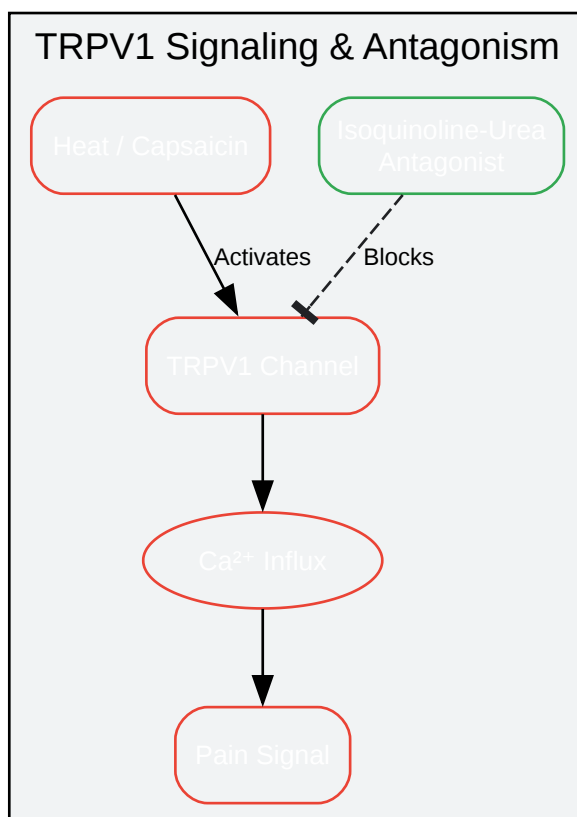 TRPV1 Signaling & Antagonism
Heat / Capsaicin
Isoquinoline-Urea
Antagonist
Activates
Blocks
TRPV1 Channel
Ca²⁺ Influx
Pain Signal